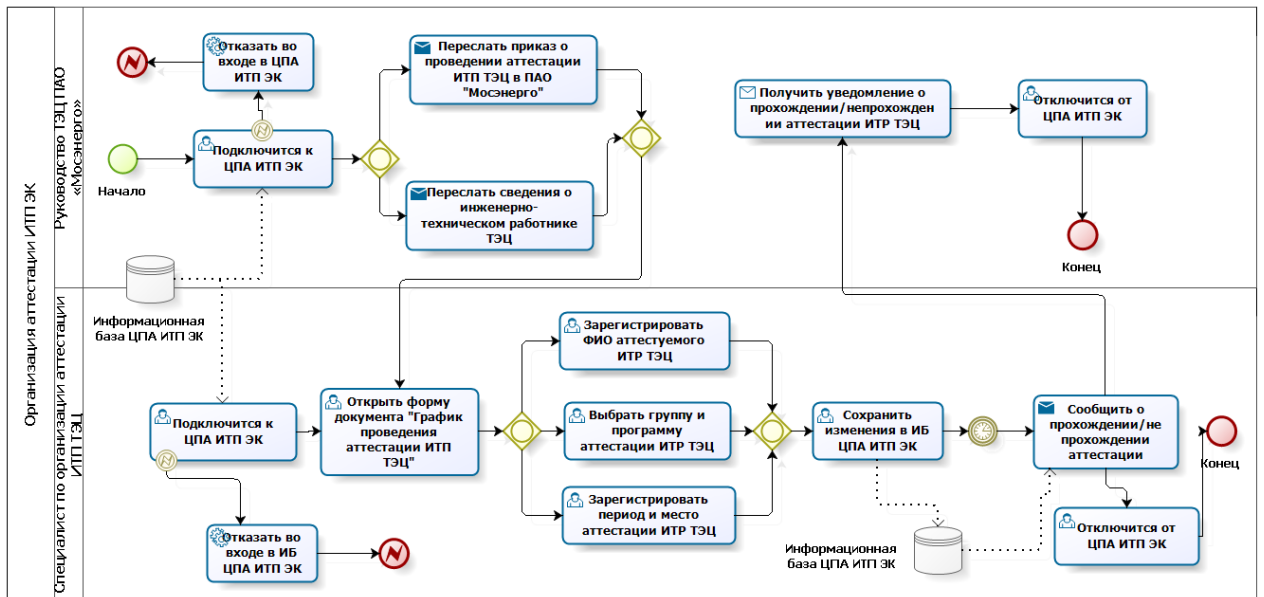 Организация аттестации ИТП ЭК
Руководство ТЭЦ ПАО
«Мосэнерго»
Отказать во
входе в ЦПА
ИТП ЭК
Начало
Подключится к
ЦПА ИТП ЭК
Переслать приказ о
проведении аттестации
ИТП ТЭЦ в ПАО
"Мосэнерго"
Переслать сведения о
инженерно-
техническом работнике
ТЭЦ
Получить уведомление о
прохождении/непрохожден
ии аттестации ИТР ТЭЦ
Отключится от
ЦПА ИТП ЭК
Конец
Информационная
база ЦПА ИТП ЭК
Специалист по организации аттестации
ИТП ТЭЦ
Подключится к
ЦПА ИТП ЭК
Отказать во
входе в ИБ
ЦПА ИТП ЭК
Открыть форму
документа "График
проведения
аттестации ИТП
ТЭЦ"
Зарегистрировать
ФИО аттестуемого
ИТР ТЭЦ
Выбрать группу и
программу
аттестации ИТР ТЭЦ
Зарегистрировать
период и место
аттестации ИТР ТЭЦ
Сохранить
изменения в ИБ
ЦПА ИТП ЭК
Информационная
база ЦПА ИТП ЭК
Сообщить о
прохождении/не
прохождении
аттестации
Отключится от
ЦПА ИТП ЭК
Конец